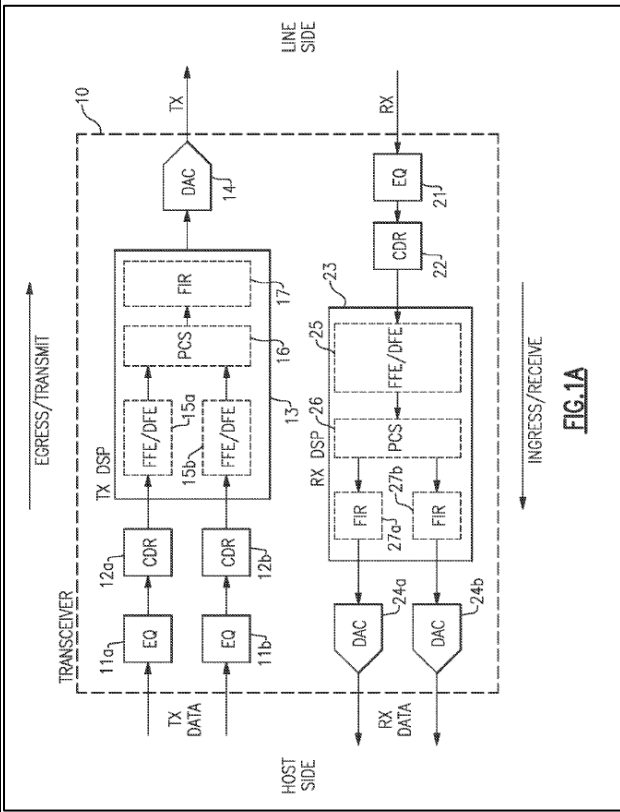 EGRESS/TRANSMIT
TRANSCEIVER
10
HOST
SIDE
LINE
SIDE
TX
DATA
11a
EQ
12a
CDR
11b
EQ
12b
CDR
TX DSP
FFE/DFE
15a
15b
FFE/DFE
PCS
16
FIR
17
13
DAC
14
TX
RX
EQ
21
CDR
22
23
RX DSP
25
FFE/DFE
26
PCS
FIR
27a
27b
FIR
DAC
24a
DAC
24b
RX
DATA
INGRESS/RECEIVE
FIG.1A